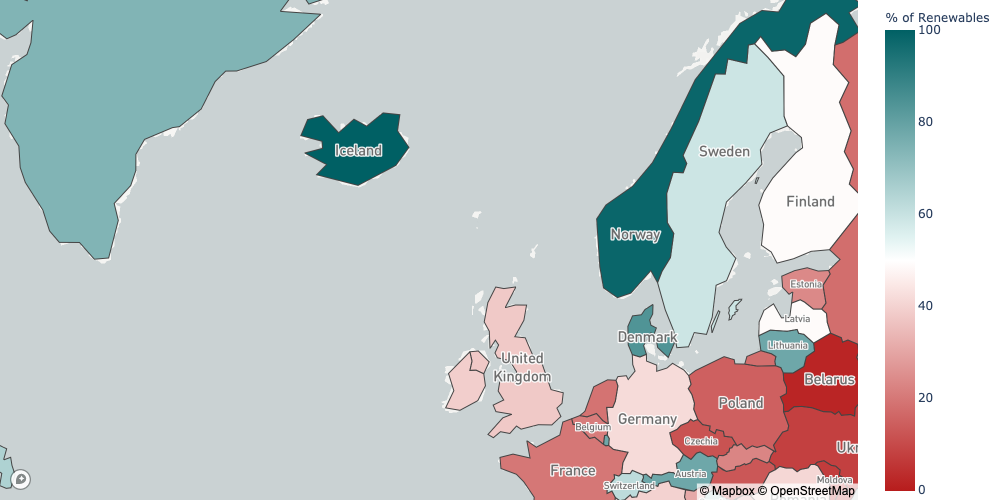 % of Renewables
100
80
60
40
20
0
Iceland
Sweden
Finland
Norway
Estonia
Latvia
Denmark
Lithuania
United
Kingdom
Belarus
Poland
Germany
Belgium
Czechia
Ukr
France
Austria
Moldova
Switzerland
© Mapbox © OpenStreetMap